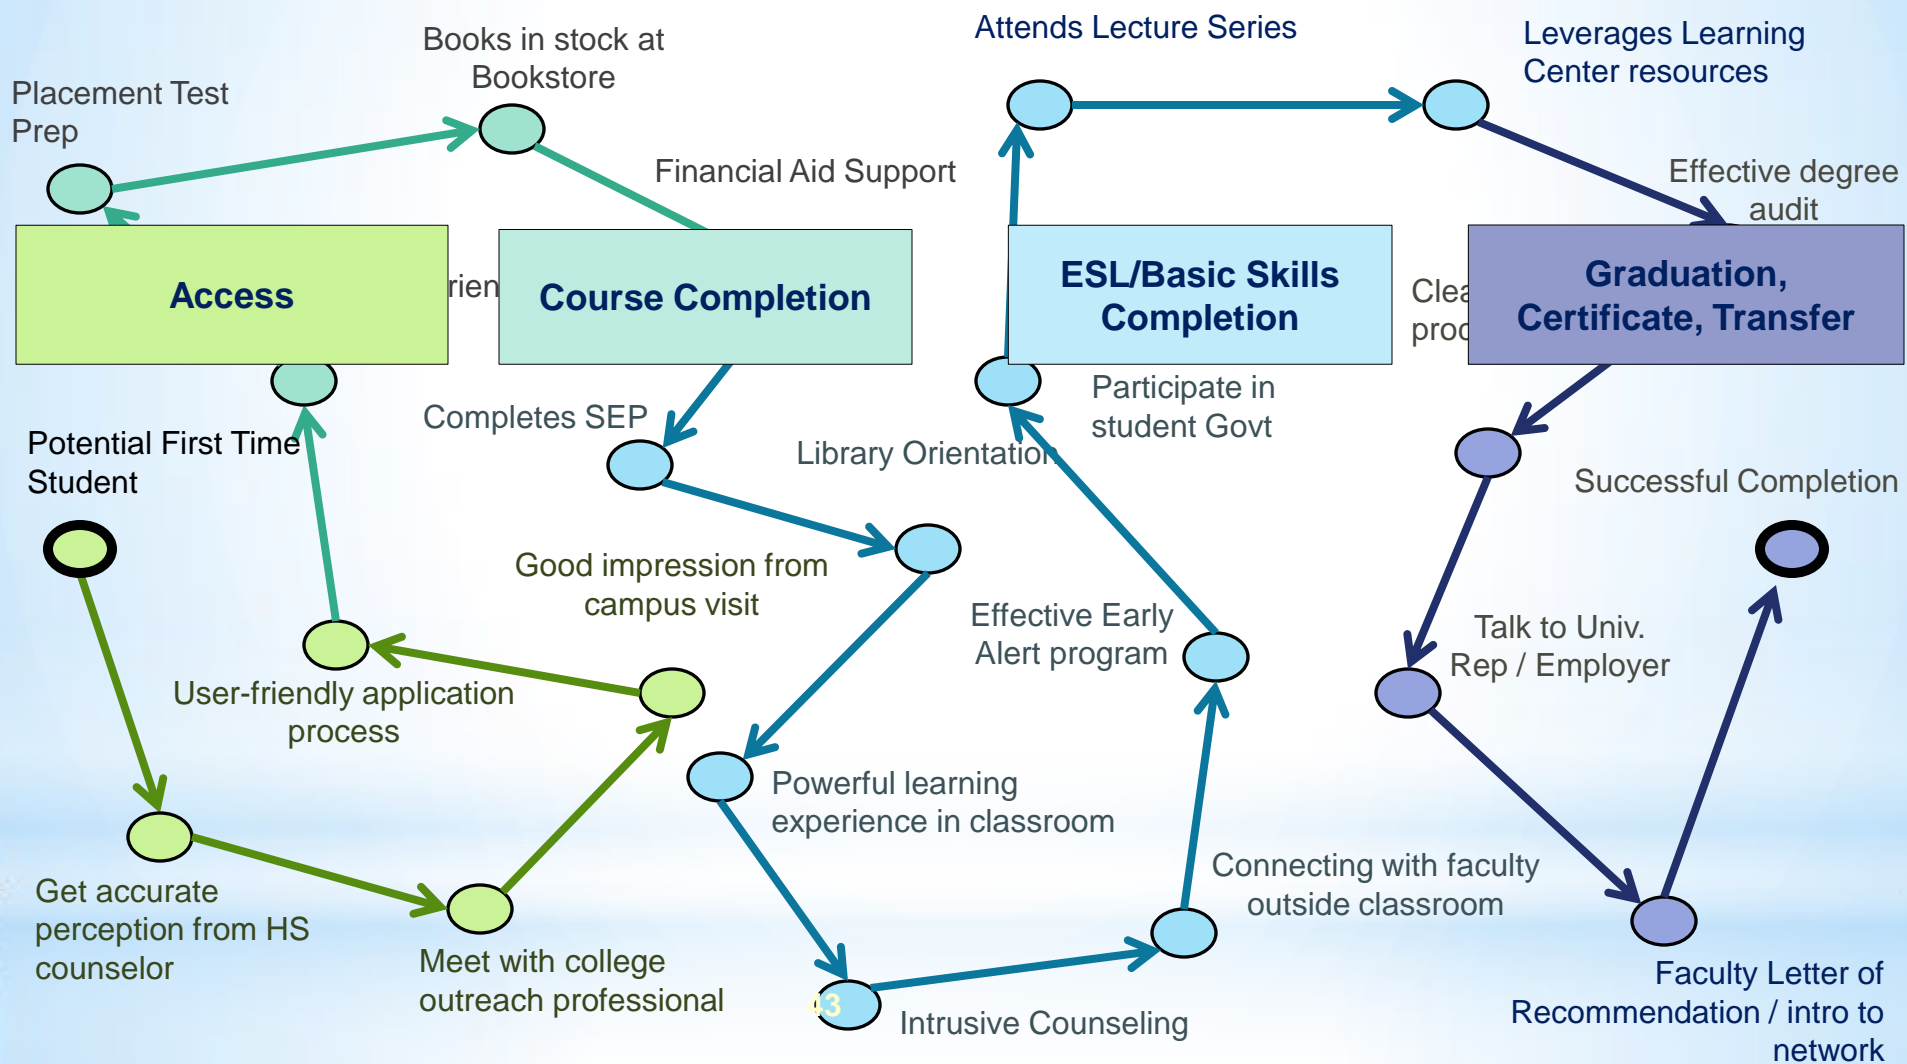 Attends Lecture Series
Books in stock at
Bookstore
Leverages Learning
Center resources
Placement Test
Prep
Financial Aid Support
Effective degree
audit
Access
Course Completion
ESL/Basic Skills
Completion
Graduation,
Certificate, Transfer
Participate in
student Govt
Completes SEP
Library Orientation
Potential First Time
Student
Successful Completion
Good impression from
campus visit
Effective Early
Alert program
Talk to Univ.
Rep / Employer
User-friendly application
process
Powerful learning
experience in classroom
Connecting with faculty
outside classroom
Get accurate
perception from HS
counselor
Meet with college
outreach professional
43
Intrusive Counseling
Faculty Letter of
Recommendation / intro to
network